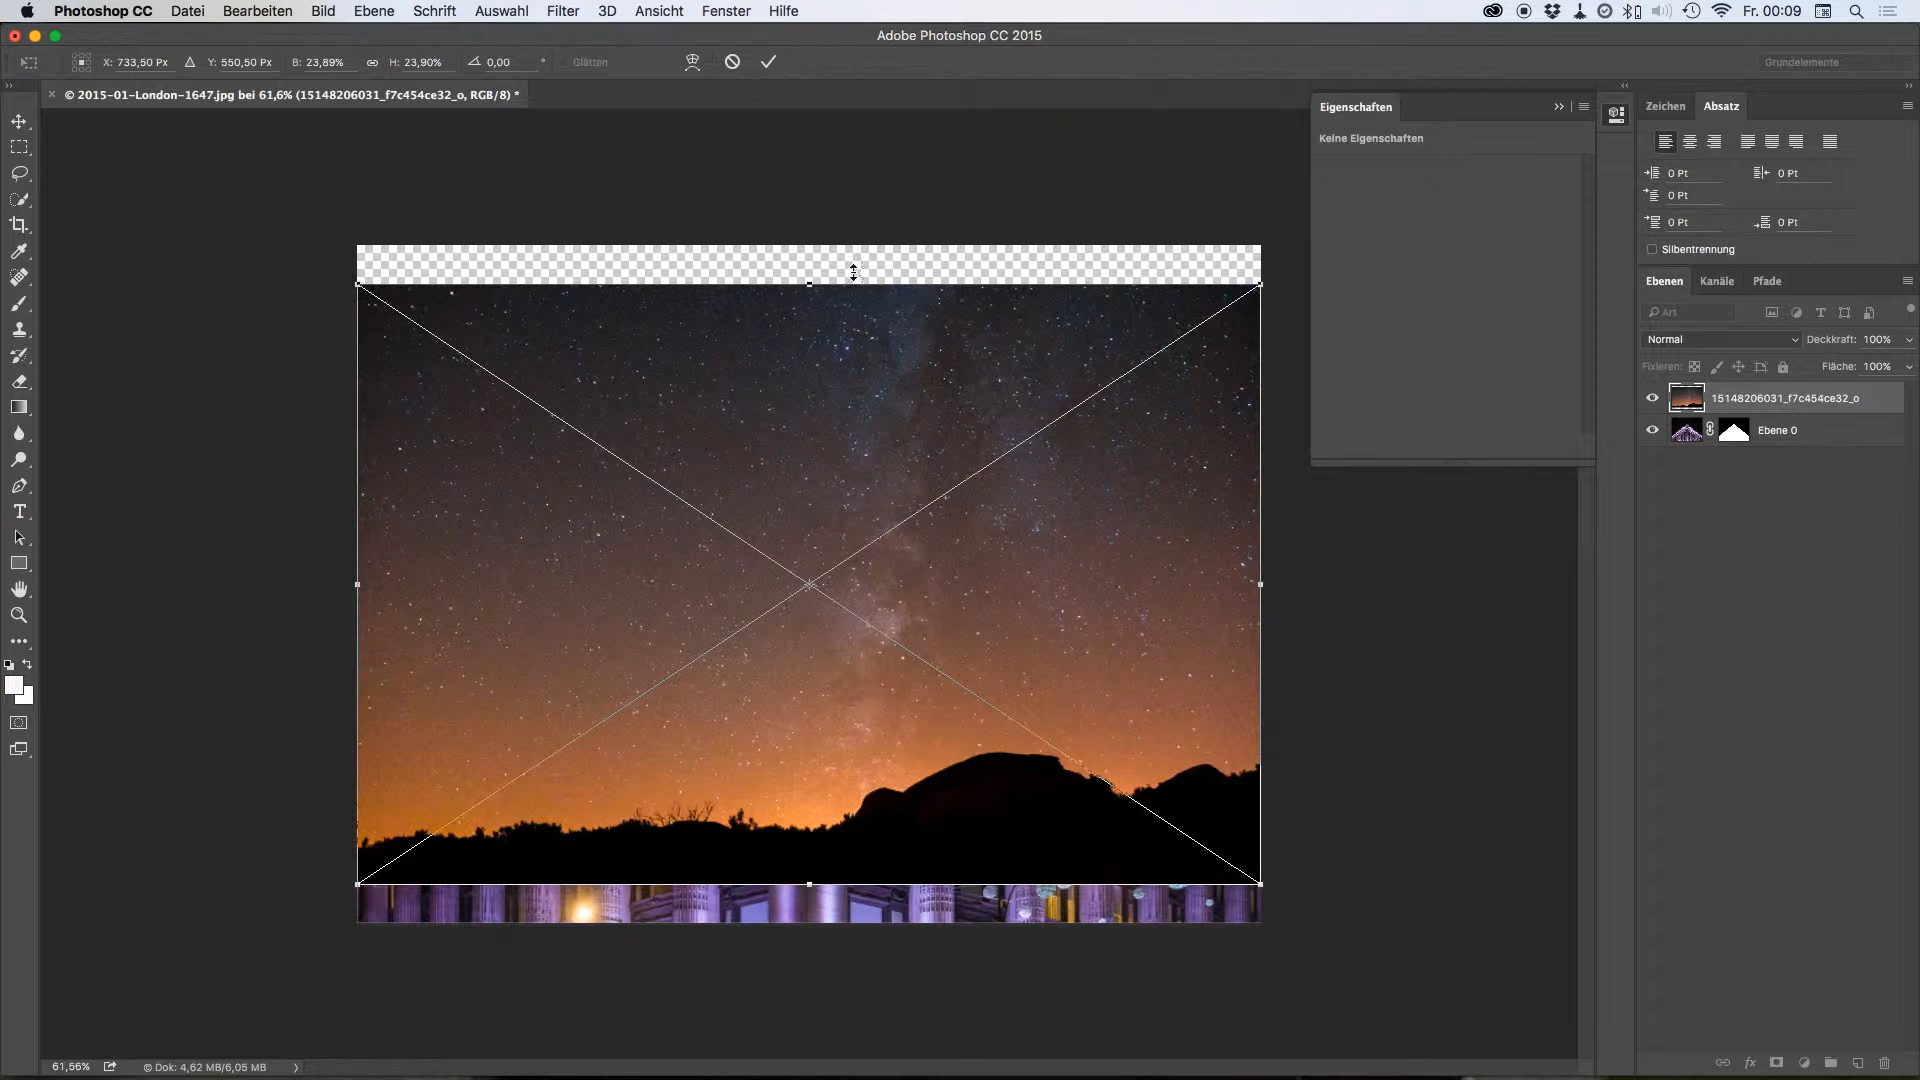 Photoshop CC Datei Bearbeiten Bild Ebene Schrift Auswahl Filter 3D Ansicht Fenster Hilfe Fr. 00:09
Adobe Photoshop CC 2015
X: 733,50 Px Y: 550,50 Px B: 23,89% H: 23,90% 0,00 ° Glätten Grundelemente
© 2015-01-London-1647.jpg bei 61,6% (15148206031_f7c454ce32_o, RGB/8) *
Eigenschaften
Keine Eigenschaften
Zeichen Absatz
0 Pt 0 Pt
0 Pt
0 Pt 0 Pt
Silbentrennung
Ebenen Kanäle Pfade
Art
Normal Deckkraft: 100%
Fixieren: Fläche: 100%
15148206031_f7c454ce32_o
Ebene 0
61,56% © Dok: 4,62 MB/6,05 MB